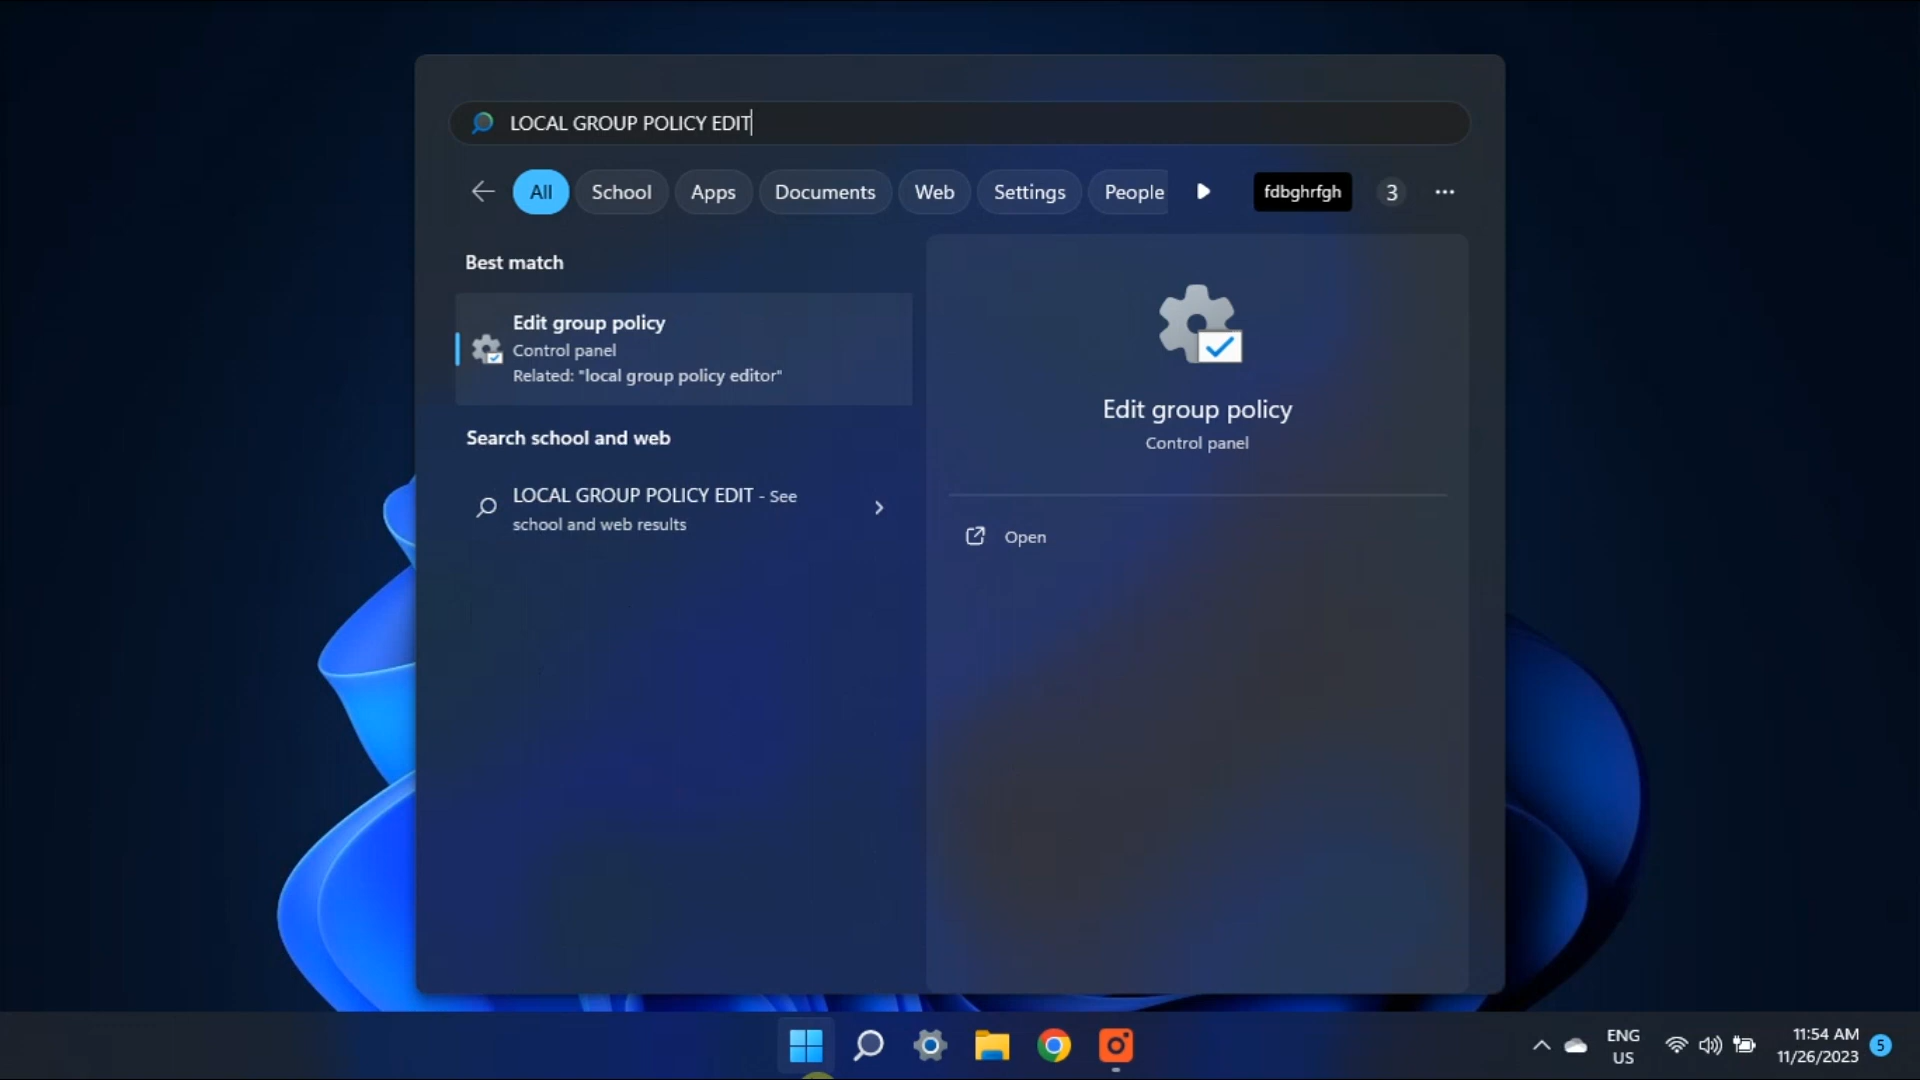 LOCAL GROUP POLICY EDIT
All School Apps Documents Web Settings People fdbghrfgh 3
Best match
Edit group policy
Control panel
Related: "local group policy editor"
Search school and web
LOCAL GROUP POLICY EDIT - See
school and web results
Edit group policy
Control panel
Open
ENG
US
11:54 AM
11/26/2023
5